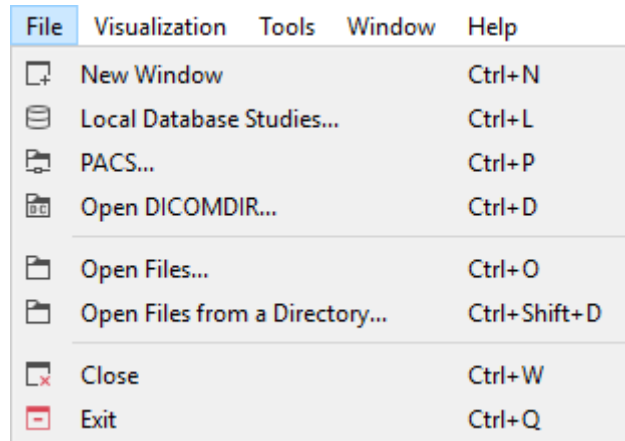 File Visualization Tools Window Help
New Window Ctrl+N
Local Database Studies... Ctrl+L
PACS... Ctrl+P
Open DICOMDIR... Ctrl+D
Open Files... Ctrl+O
Open Files from a Directory... Ctrl+Shift+D
Close Ctrl+W
Exit Ctrl+Q